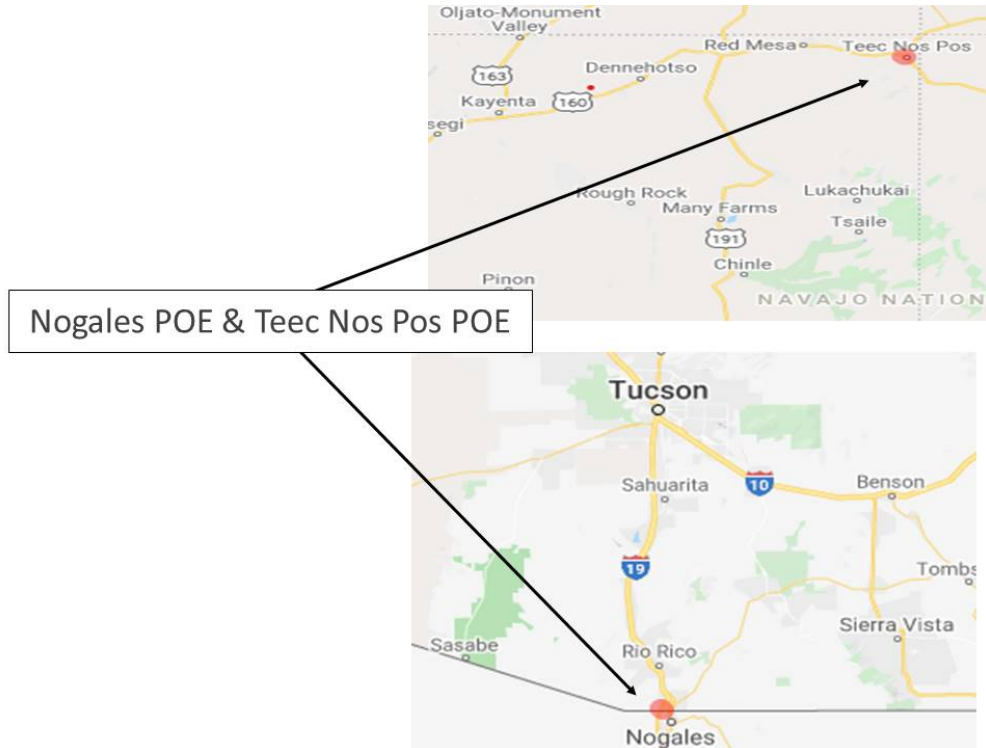 Oljato-Monument
Valley
Red Mesa
Teec Nos Pos
163
Dennehotso
160
Kayenta
segi
Rough Rock
Lukachukai
Many Farms
Tsaile
191
Chinle
Pinon
NAVAJO NATION
Nogales POE & Teec Nos Pos POE
Tucson
Sahuarita
10
Benson
19
Tombs
Sierra Vista
Sasabe
Rio Rico
Nogales